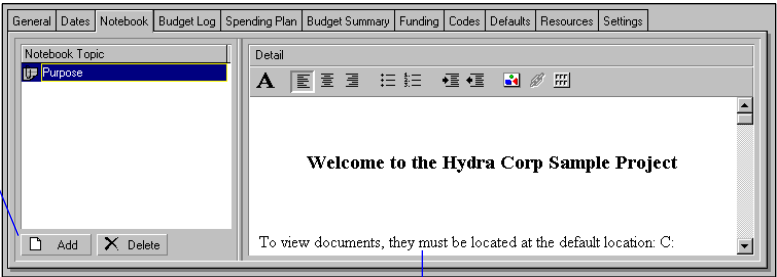 General Dates Notebook Budget Log Spending Plan Budget Summary Funding Codes Defaults Resources Settings
Notebook Topic
Purpose
Add Delete
Detail
A
Welcome to the Hydra Corp Sample Project
To view documents, they must be located at the default location: C: